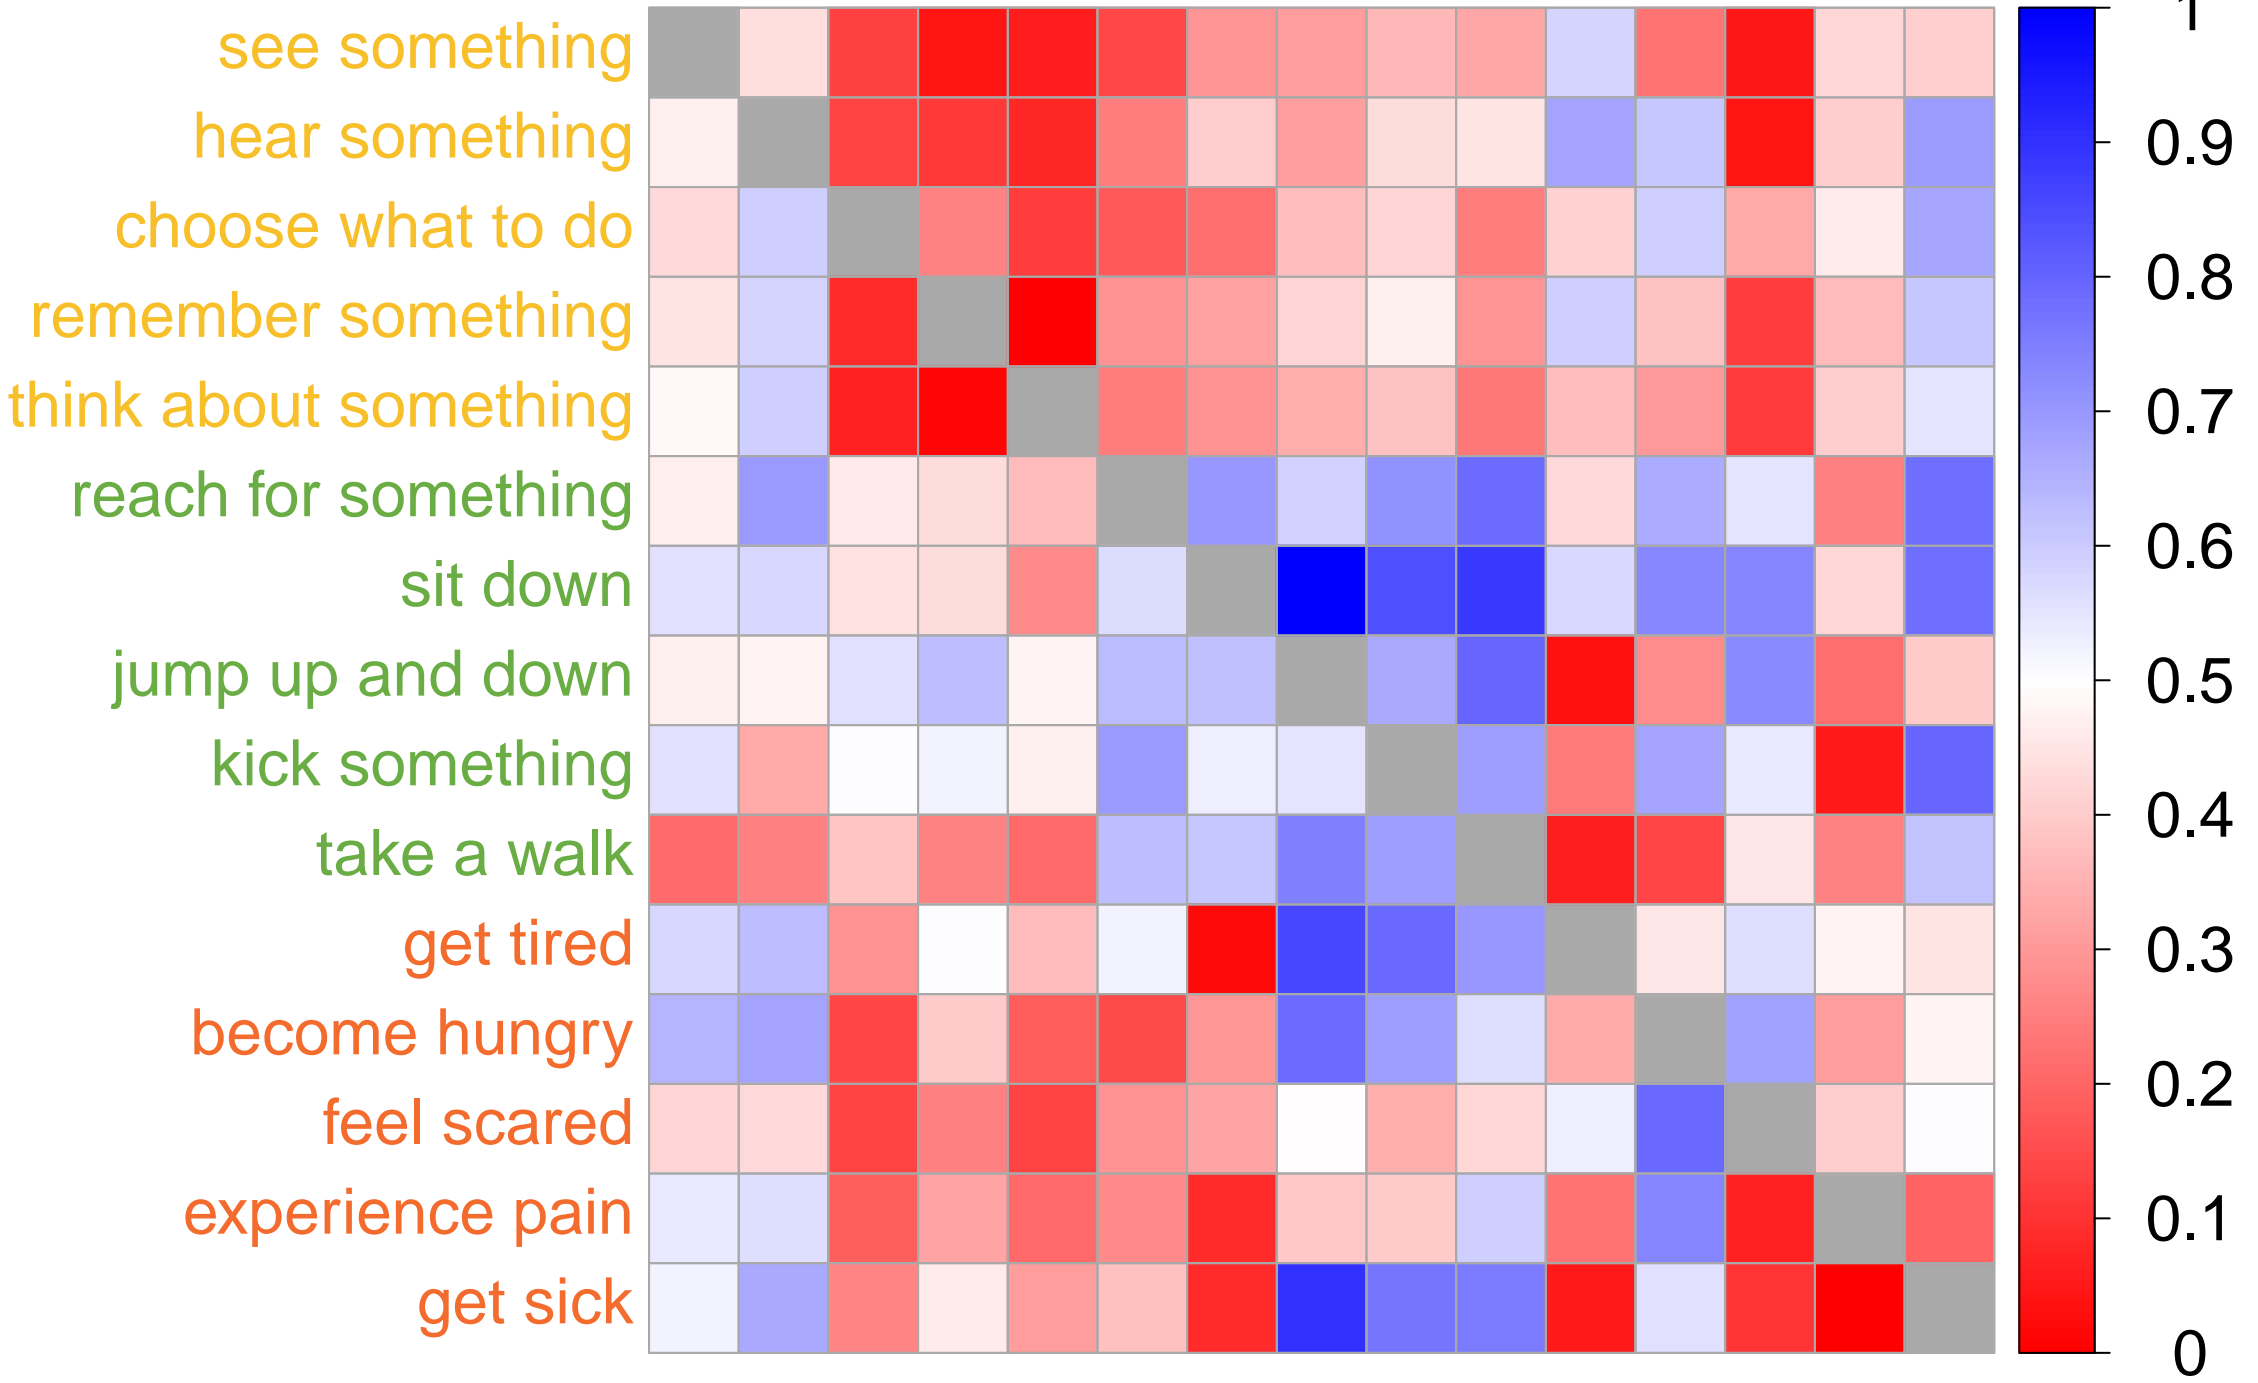 see something
hear something
choose what to do
remember something
think about something
reach for something
sit down
jump up and down
kick something
take a walk
get tired
become hungry
feel scared
experience pain
get sick
1
0.9
0.8
0.7
0.6
0.5
0.4
0.3
0.2
0.1
0